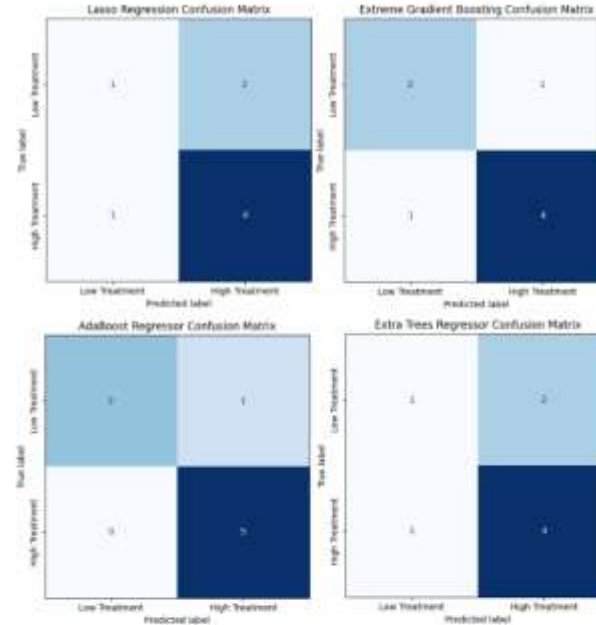 Lasso Regression Confusion Matrix
True label
Low Treatment
1
2
High Treatment
1
4
Low Treatment
High Treatment
Predicted label
Extreme Gradient Boosting Confusion Matrix
True label
Low Treatment
2
1
High Treatment
1
4
Low Treatment
High Treatment
Predicted label
AdaBoost Regressor Confusion Matrix
True label
Low Treatment
2
1
High Treatment
0
5
Low Treatment
High Treatment
Predicted label
Extra Trees Regressor Confusion Matrix
True label
Low Treatment
1
2
High Treatment
1
4
Low Treatment
High Treatment
Predicted label